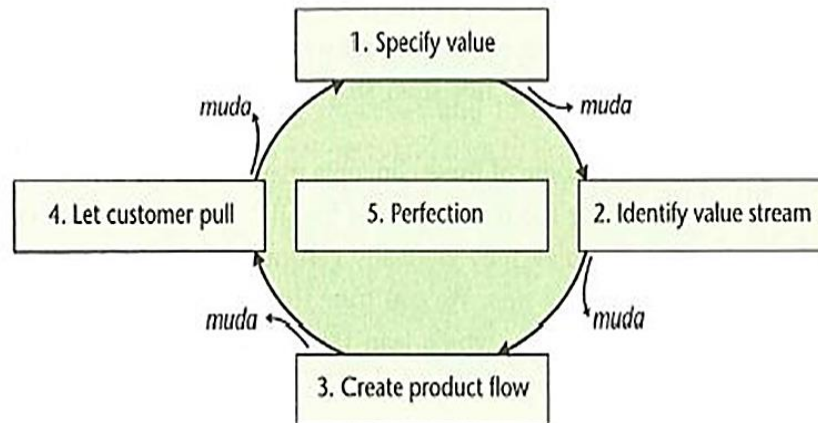 1. Specify value
muda
muda
4. Let customer pull
5. Perfection
2. Identify value stream
muda
muda
3. Create product flow